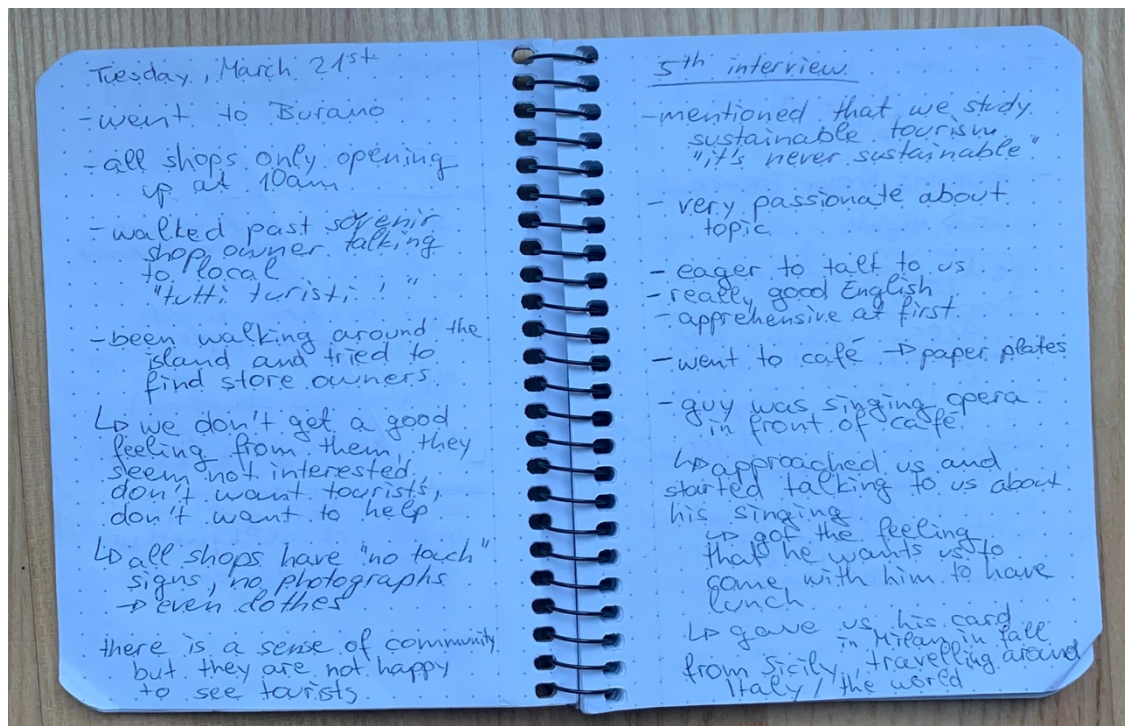 Tuesday, March 21st
- went to Burano
- all shops only opening
up at 10am
- walked past sovenir
shop owner talking
to local
"tutti turisti!"
- been walking around the
island and tried to
find store owners
↳ we don't get a good
feeling from them, they
seem not interested,
don't want tourists,
don't want to help
↳ all shops have "no touch"
signs, no photographs
→ even clothes
there is a sense of community
but they are not happy
to see tourists
5th interview
- mentioned that we study
sustainable tourism
"it's never sustainable"
- very passionate about
topic
- eager to talk to us
- really good English
- apprehensive at first
- went to café → paper plates
- guy was singing opera
in front of café
↳ approached us and
started talking to us about
his singing
↳ got the feeling
that he wants us to
come with him to have
lunch
↳ gave us his card
in Milan in fall
from Sicily, travelling around
Italy / the world